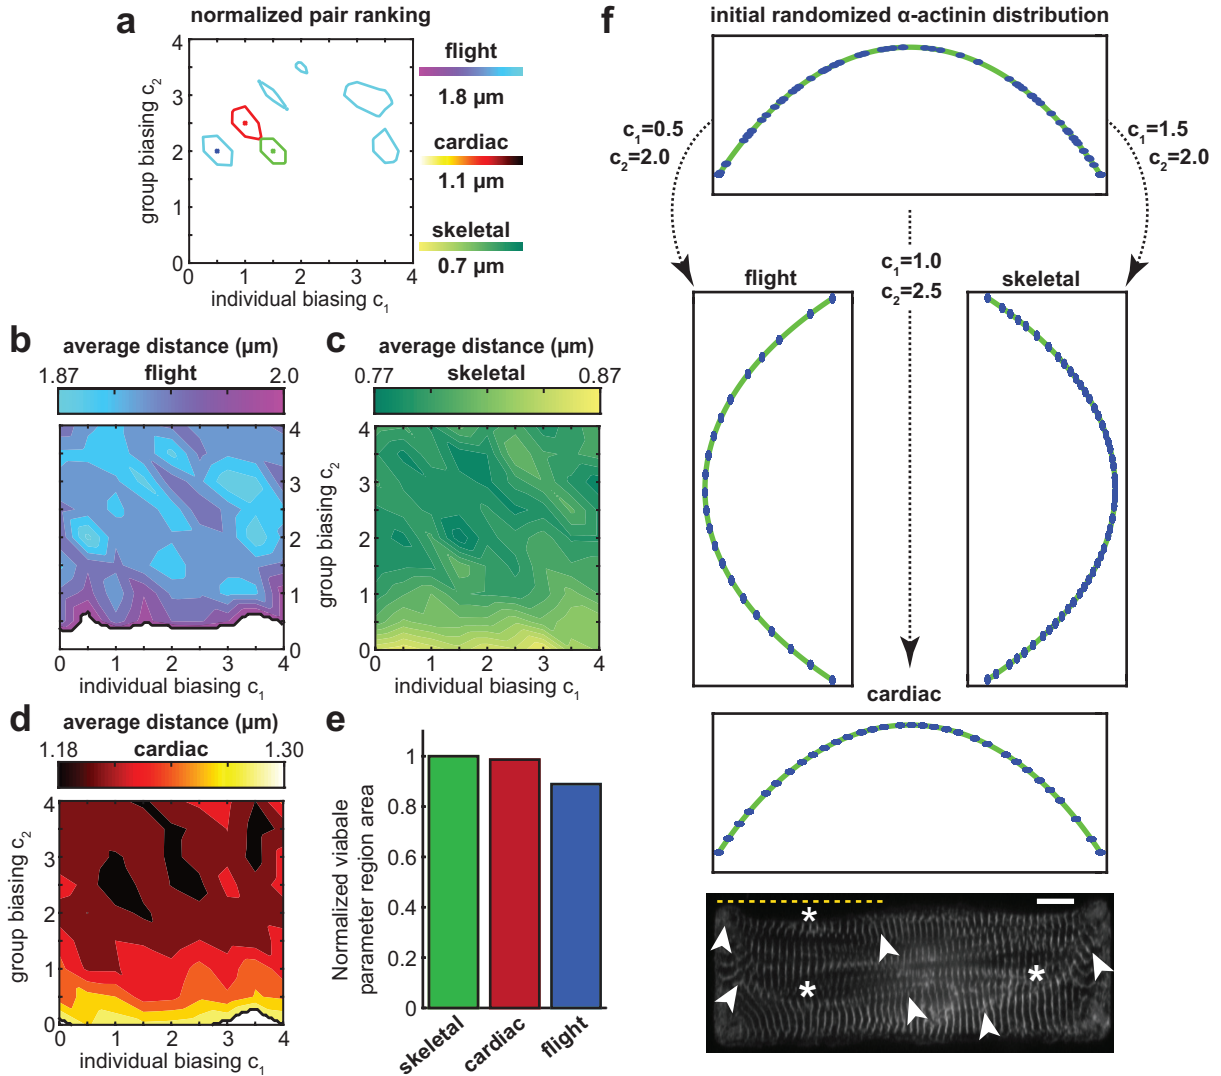 a
normalized pair ranking
4
3
2
1
0
group biasing c2
0 1 2 3 4
individual biasing c1
flight
1.8 µm
cardiac
1.1 µm
skeletal
0.7 µm
b
average distance (µm)
1.87 flight 2.0
4
3
2
1
0
0 1 2 3 4
individual biasing c1
c
average distance (µm)
0.77 skeletal 0.87
group biasing c2
0 1 2 3 4
individual biasing c1
d
average distance (µm)
1.18 cardiac 1.30
4
3
2
1
0
group biasing c2
0 1 2 3 4
individual biasing c1
e
1
0.8
0.6
0.4
0.2
0
Normalized viabale
parameter region area
skeletal
cardiac
flight
f
initial randomized α-actinin distribution
c1=0.5
c2=2.0
c1=1.5
c2=2.0
c1=1.0
c2=2.5
flight
skeletal
cardiac
*
*
*